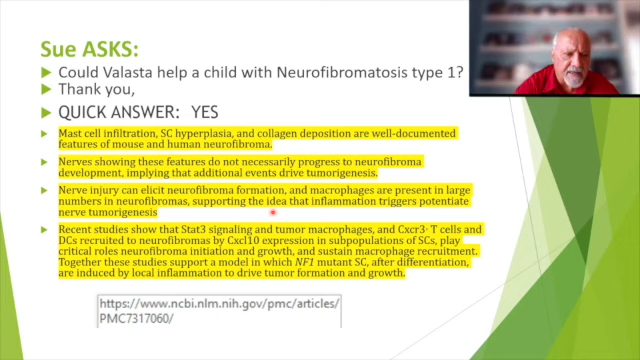 Sue ASKS:
Could Valasta help a child with Neurofibromatosis type 1?
Thank you,
QUICK ANSWER: YES
Mast cell infiltration, SC hyperplasia, and collagen deposition are well-documented
features of mouse and human neurofibroma.
Nerves showing these features do not necessarily progress to neurofibroma
development, implying that additional events drive tumorigenesis.
Nerve injury can elicit neurofibroma formation, and macrophages are present in large
numbers in neurofibromas, supporting the idea that inflammation triggers potentiate
nerve tumorigenesis
Recent studies show that Stat3 signaling and tumor macrophages, and Cxcr3+ T cells and
DCs recruited to neurofibromas by Cxcl10 expression in subpopulations of SCs, play
critical roles neurofibroma initiation and growth, and sustain macrophage recruitment.
Together these studies support a model in which NF1 mutant SC, after differentiation,
are induced by local inflammation to drive tumor formation and growth.
https://www.ncbi.nlm.nih.gov/pmc/articles/
PMC7317060/